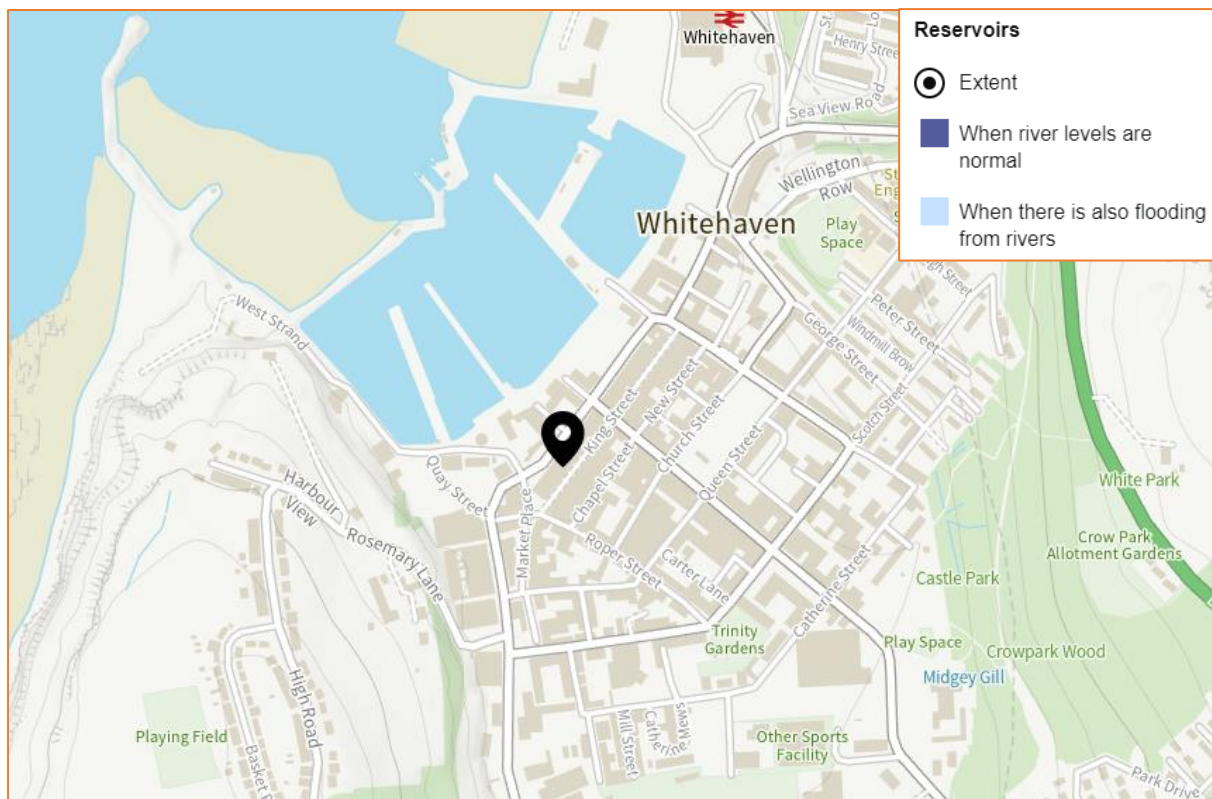 Whitehaven
Henry Street
Sea View Road
Wellington
Row
Whitehaven
Play
Space
Peter Street
Windmill Brow
George Street
Scotch Street
West Strand
King Street
New Street
Church Street
Chapel Street
Queen Street
Quay Street
Market Place
Roper Street
Carter Lane
Catherine Street
Harbour
View
Rosemary Lane
High Road
Playing Field
White Park
Crow Park
Allotment Gardens
Castle Park
Trinity
Gardens
Play Space
Crowpark Wood
Midgey Gill
Mill Street
Catherine
Mews
Other Sports
Facility
Park Drive
Reservoirs
Extent
When river levels are
normal
When there is also flooding
from rivers